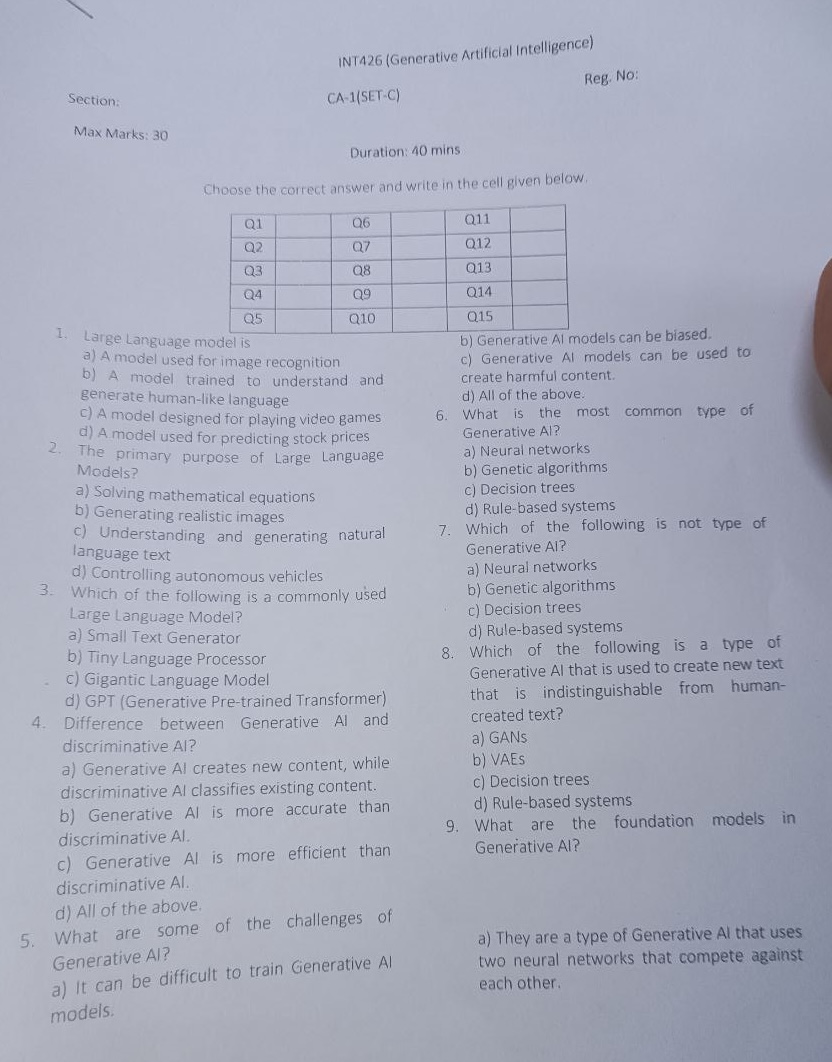 INT426 (Generative Artificial Intelligence)
Section:
CA-1(SET-C)
Reg. No:
Max Marks: 30
Duration: 40 mins
Choose the correct answer and write in the cell given below.
Q1 Q6 Q11
Q2 Q7 Q12
Q3 Q8 Q13
Q4 Q9 Q14
Q5 Q10 Q15
1. Large Language model is
a) A model used for image recognition
b) A model trained to understand and
generate human-like language
c) A model designed for playing video games
d) A model used for predicting stock prices
2. The primary purpose of Large Language
Models?
a) Solving mathematical equations
b) Generating realistic images
c) Understanding and generating natural
language text
d) Controlling autonomous vehicles
3. Which of the following is a commonly used
Large Language Model?
a) Small Text Generator
b) Tiny Language Processor
c) Gigantic Language Model
d) GPT (Generative Pre-trained Transformer)
4. Difference between Generative AI and
discriminative AI?
a) Generative AI creates new content, while
discriminative AI classifies existing content.
b) Generative AI is more accurate than
discriminative AI.
c) Generative AI is more efficient than
discriminative AI.
d) All of the above.
5. What are some of the challenges of
Generative AI?
a) It can be difficult to train Generative AI
models.
b) Generative AI models can be biased.
c) Generative AI models can be used to
create harmful content.
d) All of the above.
6. What is the most common type of
Generative AI?
a) Neural networks
b) Genetic algorithms
c) Decision trees
d) Rule-based systems
7. Which of the following is not type of
Generative AI?
a) Neural networks
b) Genetic algorithms
c) Decision trees
d) Rule-based systems
8. Which of the following is a type of
Generative AI that is used to create new text
that is indistinguishable from human-
created text?
a) GANs
b) VAEs
c) Decision trees
d) Rule-based systems
9. What are the foundation models in
Generative AI?
a) They are a type of Generative AI that uses
two neural networks that compete against
each other.